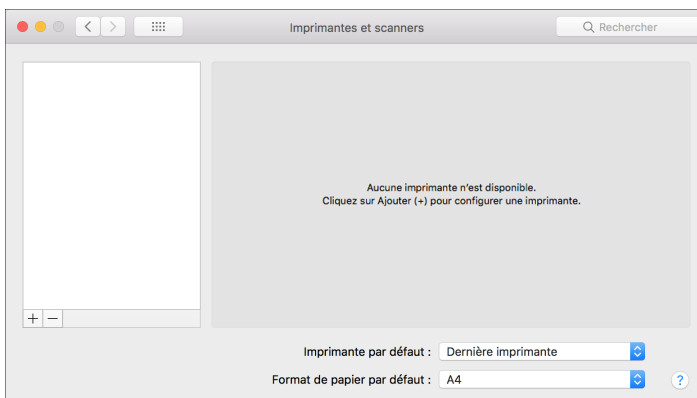 Imprimantes et scanners
Rechercher
Aucune imprimante n'est disponible.
Cliquez sur Ajouter (+) pour configurer une imprimante.
+ −
Imprimante par défaut : Dernière imprimante
Format de papier par défaut : A4
?